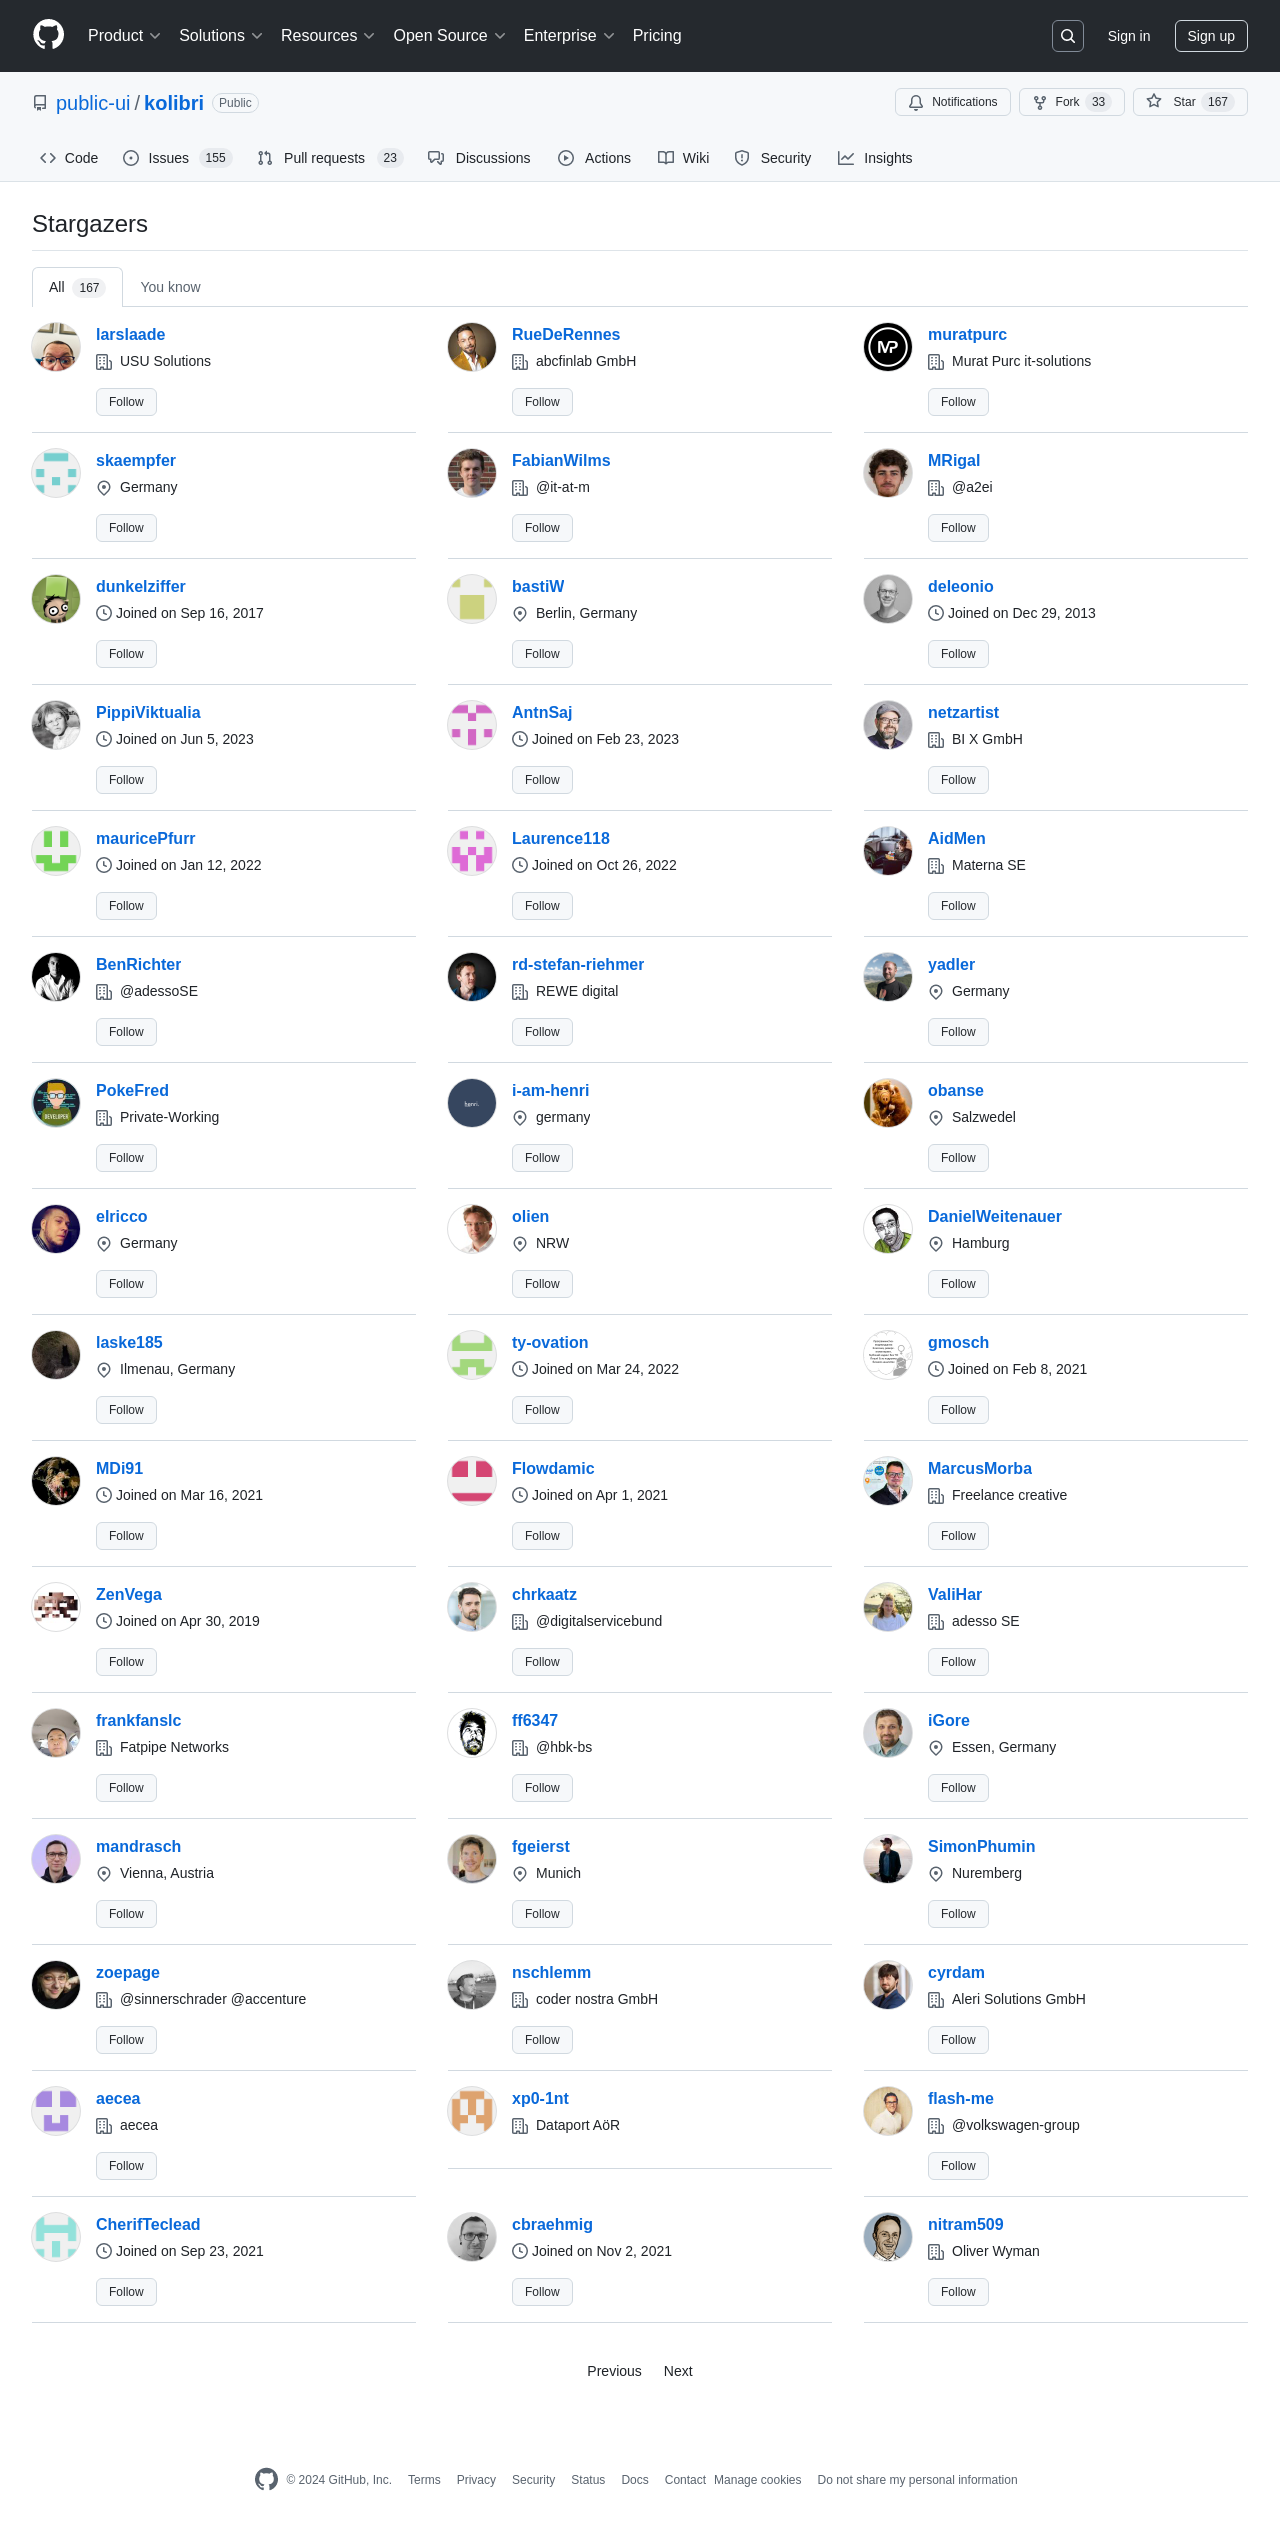 Product Solutions Resources Open Source Enterprise Pricing Sign in Sign up
public-ui / kolibri Public Notifications Fork 33 Star 167
Code Issues 155 Pull requests 23 Discussions Actions Wiki Security Insights
Stargazers
All 167 You know
larslaade RueDeRennes muratpurc
USU Solutions abcfinlab GmbH Murat Purc it-solutions
Follow Follow Follow
skaempfer FabianWilms MRigal
Germany @it-at-m @a2ei
Follow Follow Follow
dunkelziffer bastiW deleonio
Joined on Sep 16, 2017 Berlin, Germany Joined on Dec 29, 2013
Follow Follow Follow
PippiViktualia AntnSaj netzartist
Joined on Jun 5, 2023 Joined on Feb 23, 2023 BI X GmbH
Follow Follow Follow
mauricePfurr Laurence118 AidMen
Joined on Jan 12, 2022 Joined on Oct 26, 2022 Materna SE
Follow Follow Follow
BenRichter rd-stefan-riehmer yadler
@adessoSE REWE digital Germany
Follow Follow Follow
PokeFred i-am-henri obanse
DEVELOPER Private-Working henri. germany Salzwedel
Follow Follow Follow
elricco olien DanielWeitenauer
Germany NRW Hamburg
Follow Follow Follow
laske185 ty-ovation gmosch
Ilmenau, Germany Joined on Mar 24, 2022 Joined on Feb 8, 2021
Follow Follow Follow
MDi91 Flowdamic MarcusMorba
Joined on Mar 16, 2021 Joined on Apr 1, 2021 Freelance creative
Follow Follow Follow
ZenVega chrkaatz ValiHar
Joined on Apr 30, 2019 @digitalservicebund adesso SE
Follow Follow Follow
frankfanslc ff6347 iGore
Fatpipe Networks @hbk-bs Essen, Germany
Follow Follow Follow
mandrasch fgeierst SimonPhumin
Vienna, Austria Munich Nuremberg
Follow Follow Follow
zoepage nschlemm cyrdam
@sinnerschrader @accenture coder nostra GmbH Aleri Solutions GmbH
Follow Follow Follow
aecea xp0-1nt flash-me
aecea Dataport AöR @volkswagen-group
Follow Follow
CherifTeclead cbraehmig nitram509
Joined on Sep 23, 2021 Joined on Nov 2, 2021 Oliver Wyman
Follow Follow Follow
Previous Next
© 2024 GitHub, Inc. Terms Privacy Security Status Docs Contact Manage cookies Do not share my personal information